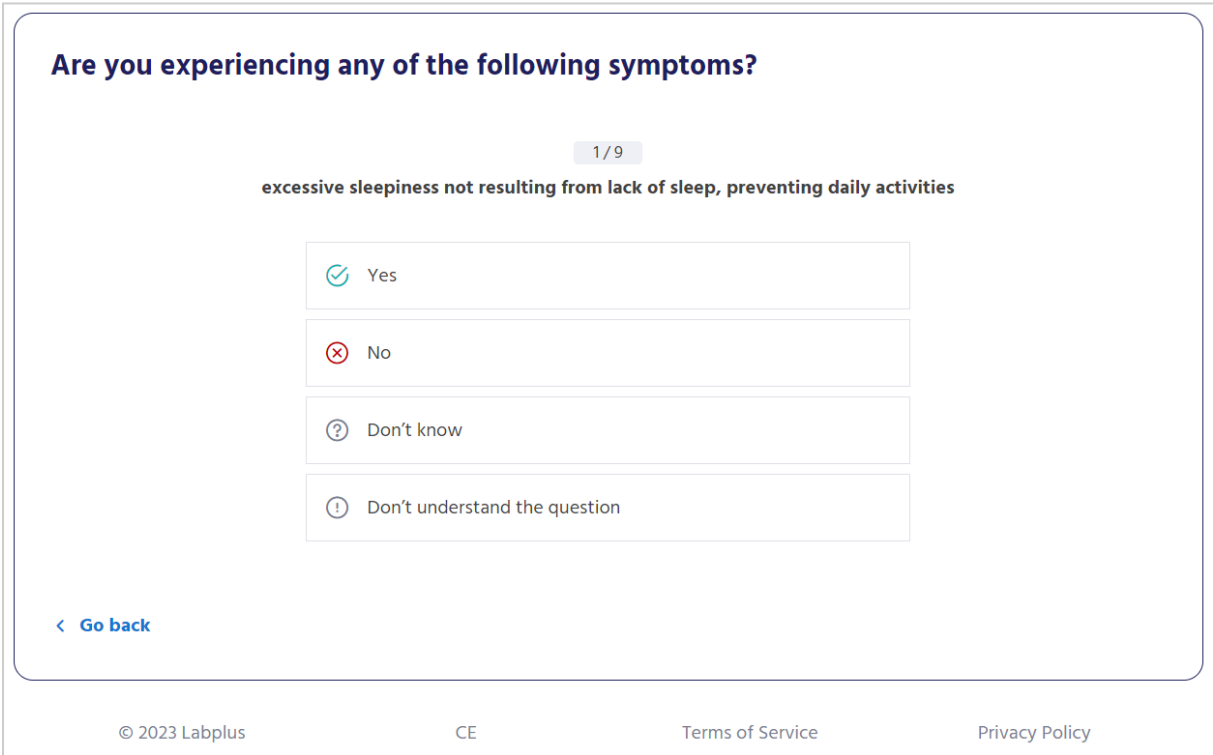 Are you experiencing any of the following symptoms?
1 / 9
excessive sleepiness not resulting from lack of sleep, preventing daily activities
Yes
No
Don’t know
Don’t understand the question
Go back
© 2023 Labplus CE Terms of Service Privacy Policy